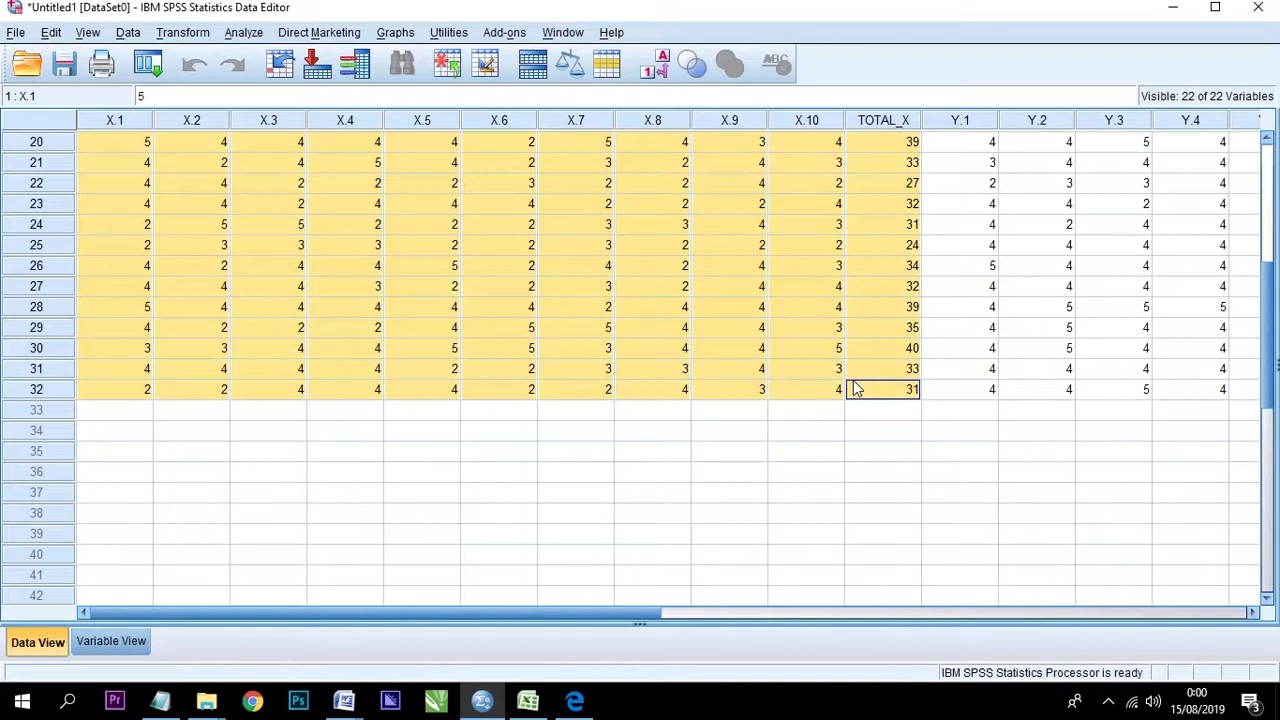 *Untitled1 [DataSet0] - IBM SPSS Statistics Data Editor
File Edit View Data Transform Analyze Direct Marketing Graphs Utilities Add-ons Window Help
A
1
ABC
1 : X.1 5 Visible: 22 of 22 Variables
X.1 X.2 X.3 X.4 X.5 X.6 X.7 X.8 X.9 X.10 TOTAL_X Y.1 Y.2 Y.3 Y.4
20 5 4 4 4 4 2 5 4 3 4 39 4 4 5 4
21 4 2 4 5 4 2 3 2 4 3 33 3 4 4 4
22 4 4 2 2 2 3 2 2 4 2 27 2 3 3 4
23 4 4 2 4 4 4 2 2 2 4 32 4 4 2 4
24 2 5 5 2 2 2 3 3 4 3 31 4 2 4 4
25 2 3 3 3 2 2 3 2 2 2 24 4 4 4 4
26 4 2 4 4 5 2 4 2 4 3 34 5 4 4 4
27 4 4 4 3 2 2 3 2 4 4 32 4 4 4 4
28 5 4 4 4 4 4 2 4 4 4 39 4 5 5 5
29 4 2 2 2 4 5 5 4 4 3 35 4 5 4 4
30 3 3 4 4 5 5 3 4 4 5 40 4 5 4 4
31 4 4 4 4 2 2 3 3 4 3 33 4 4 4 4
32 2 2 4 4 4 2 2 4 3 4 31 4 4 5 4
33
34
35
36
37
38
39
40
41
42
Data View Variable View
IBM SPSS Statistics Processor is ready
Pr Ps 0:00
15/08/2019 3